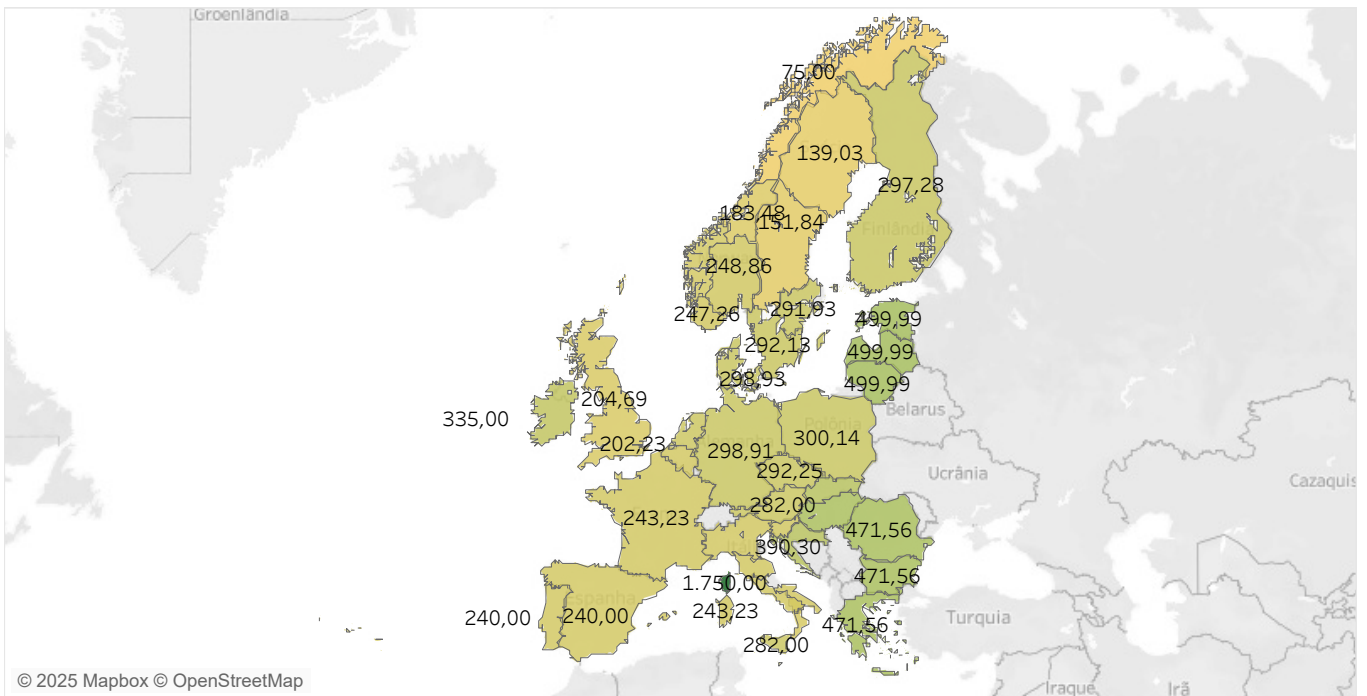 Groenlândia
75,00
139,03
297,28
183,48
151,84
Finlândia
248,86
247,26
291,93
499,99
292,13
499,99
298,93
499,99
204,69
Belarus
335,00
Polônia
202,23
300,14
298,91
292,25
Ucrânia
Cazaquis
282,00
243,23
471,56
390,30
1.750,00
471,56
Espanha
240,00
240,00
243,23
Turquia
471,56
282,00
© 2025 Mapbox © OpenStreetMap
Iraque
Irã